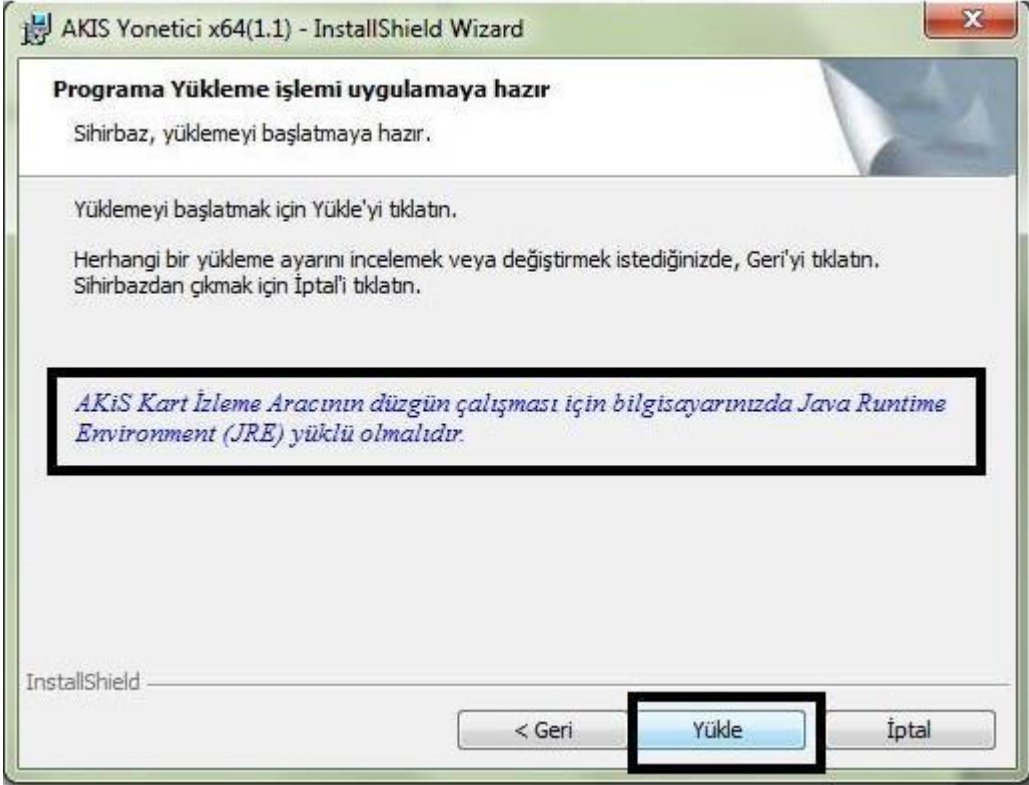 AKIS Yonetici x64(1.1) - InstallShield Wizard
Programa Yükleme işlemi uygulamaya hazır
Sihirbaz, yüklemeyi başlatmaya hazır.
Yüklemeyi başlatmak için Yükle'yi tıklatın.
Herhangi bir yükleme ayarını incelemek veya değiştirmek istediğinizde, Geri'yi tıklatın.
Sihirbazdan çıkmak için İptal'i tıklatın.
AKiS Kart İzleme Aracının düzgün çalışması için bilgisayarınızda Java Runtime
Environment (JRE) yüklü olmalıdır.
InstallShield
< Geri Yükle İptal